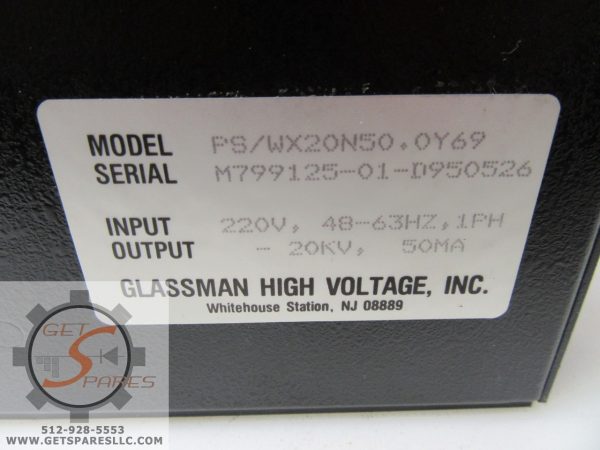 MODEL PS/WX20N50.0Y69
SERIAL M799125-01-D950526
INPUT 220V, 48-63HZ,1PH
OUTPUT - 20KV, 50MA
GLASSMAN HIGH VOLTAGE, INC.
Whitehouse Station, NJ 08889
GET
SPARES
512-928-5553
WWW.GETSPARESLLC.COM